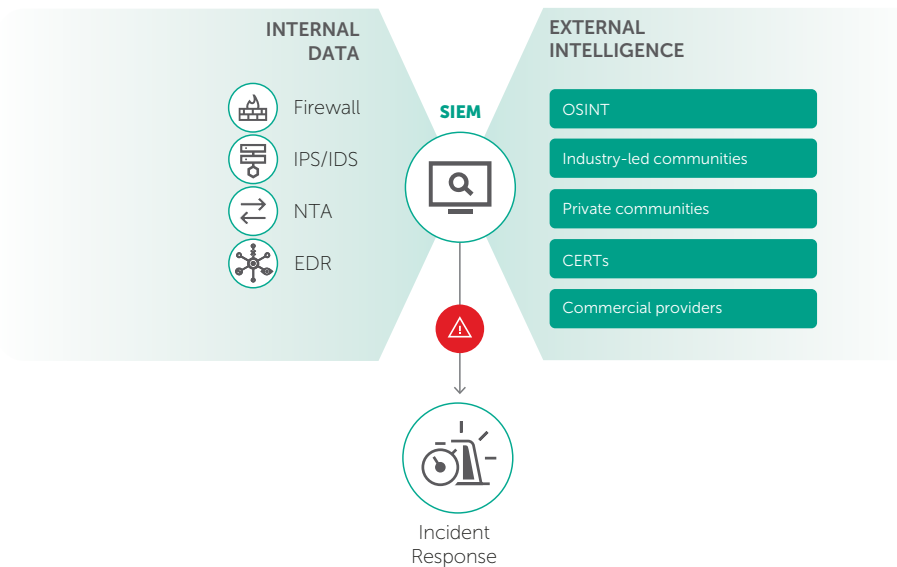 INTERNAL
DATA
Firewall
IPS/IDS
NTA
EDR
SIEM
EXTERNAL
INTELLIGENCE
OSINT
Industry-led communities
Private communities
CERTs
Commercial providers
Incident
Response